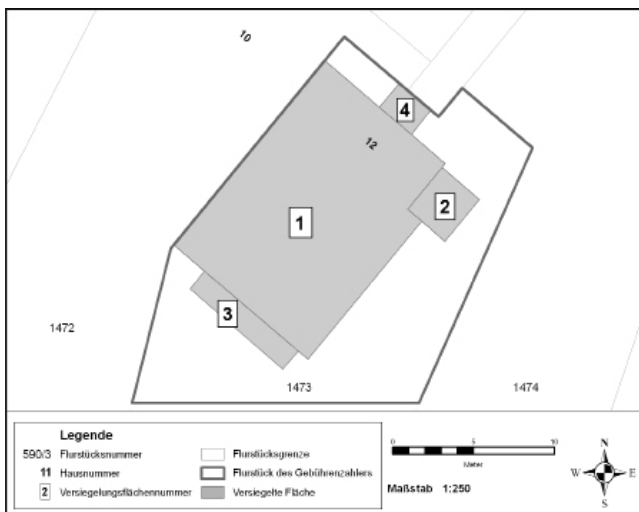 10
4
12
2
1
3
1472
1473
1474
Legende
590/3 Flurstücksnummer
11 Hausnummer
2 Versiegelungsflächennummer
Flurstücksgrenze
Flurstück des Gebührenzahlers
Versiegelte Fläche
0 5 10
Meter
Maßstab 1:250
N
W E
S